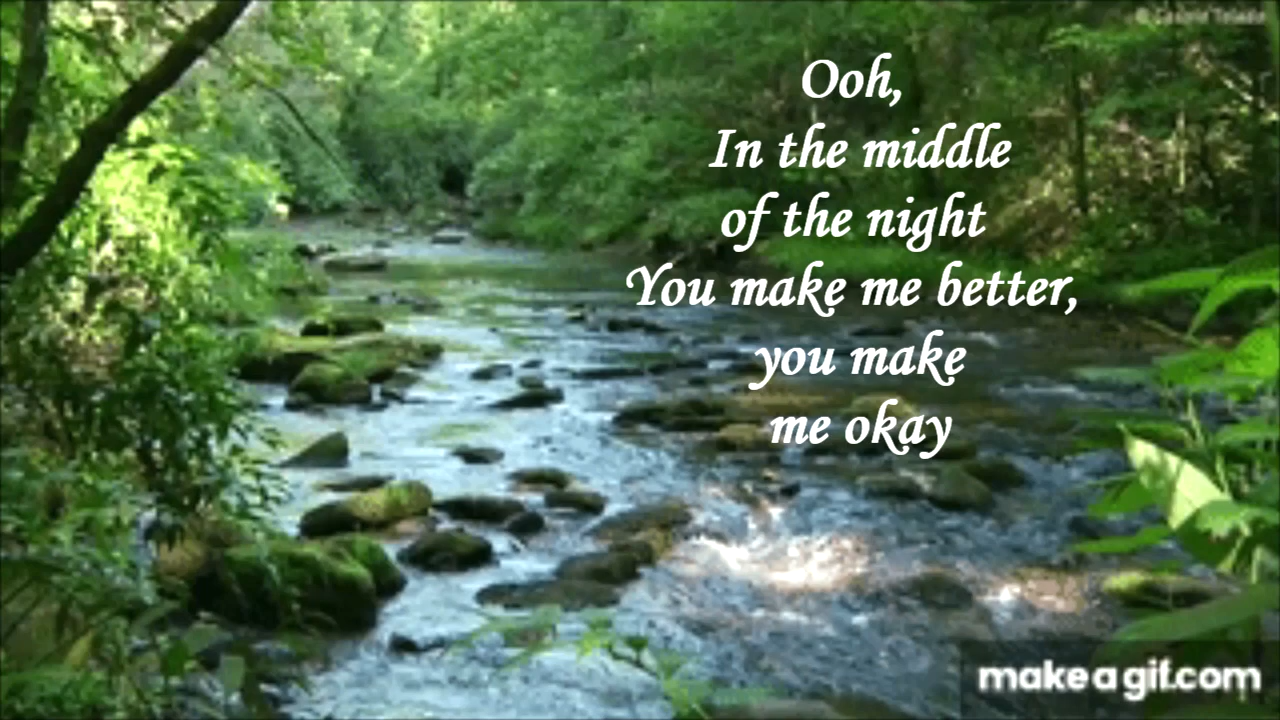 Ooh,
In the middle
of the night
You make me better,
you make
me okay
makeagif.com